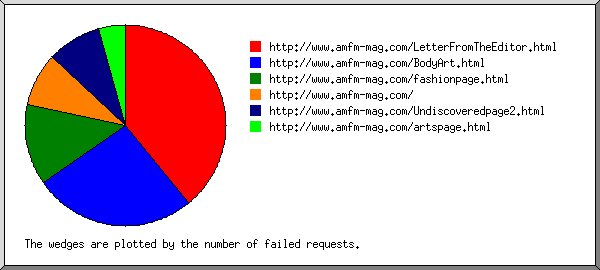 http://www.amfm-mag.com/LetterFromTheEditor.html
http://www.amfm-mag.com/BodyArt.html
http://www.amfm-mag.com/fashionpage.html
http://www.amfm-mag.com/
http://www.amfm-mag.com/Undiscoveredpage2.html
http://www.amfm-mag.com/artspage.html
The wedges are plotted by the number of failed requests.